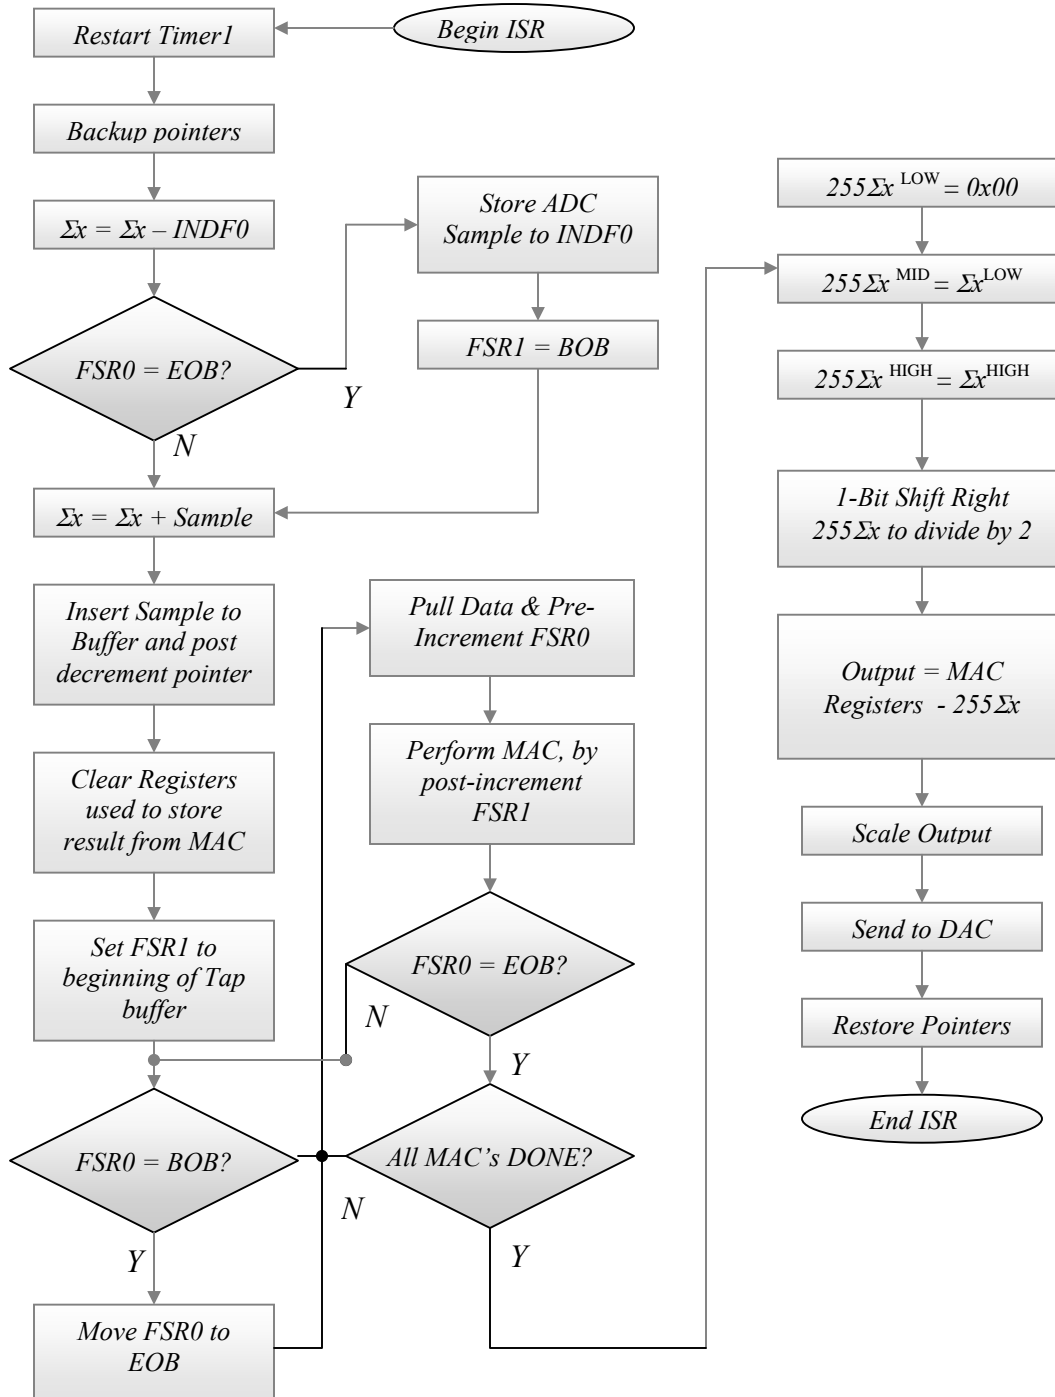 Begin ISR
Restart Timer1
Backup pointers
Σx = Σx – INDF0
FSR0 = EOB?
Y
N
Store ADC
Sample to INDF0
FSR1 = BOB
Σx = Σx + Sample
Insert Sample to
Buffer and post
decrement pointer
Clear Registers
used to store
result from MAC
Set FSR1 to
beginning of Tap
buffer
FSR0 = BOB?
Y
Move FSR0 to
EOB
Pull Data & Pre-
Increment FSR0
Perform MAC, by
post-increment
FSR1
FSR0 = EOB?
N
Y
All MAC's DONE?
N
Y
255Σx LOW = 0x00
255Σx MID = ΣxLOW
255Σx HIGH = ΣxHIGH
1-Bit Shift Right
255Σx to divide by 2
Output = MAC
Registers - 255Σx
Scale Output
Send to DAC
Restore Pointers
End ISR